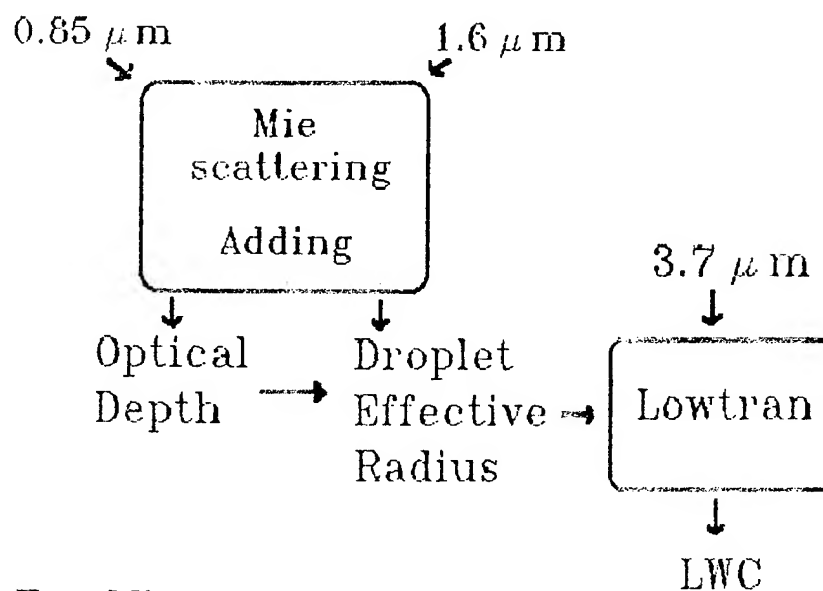 0.85 μm
1.6 μm
Mie
scattering
Adding
3.7 μm
Optical
Depth
Droplet
Effective
Radius
Lowtran
LWC